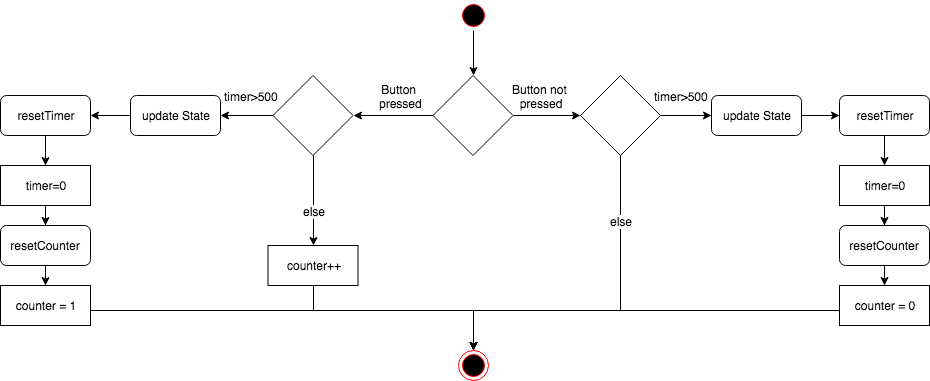 Button
pressed
Button not
pressed
timer>500
timer>500
resetTimer
update State
update State
resetTimer
timer=0
timer=0
else
else
resetCounter
resetCounter
counter++
counter = 1
counter = 0